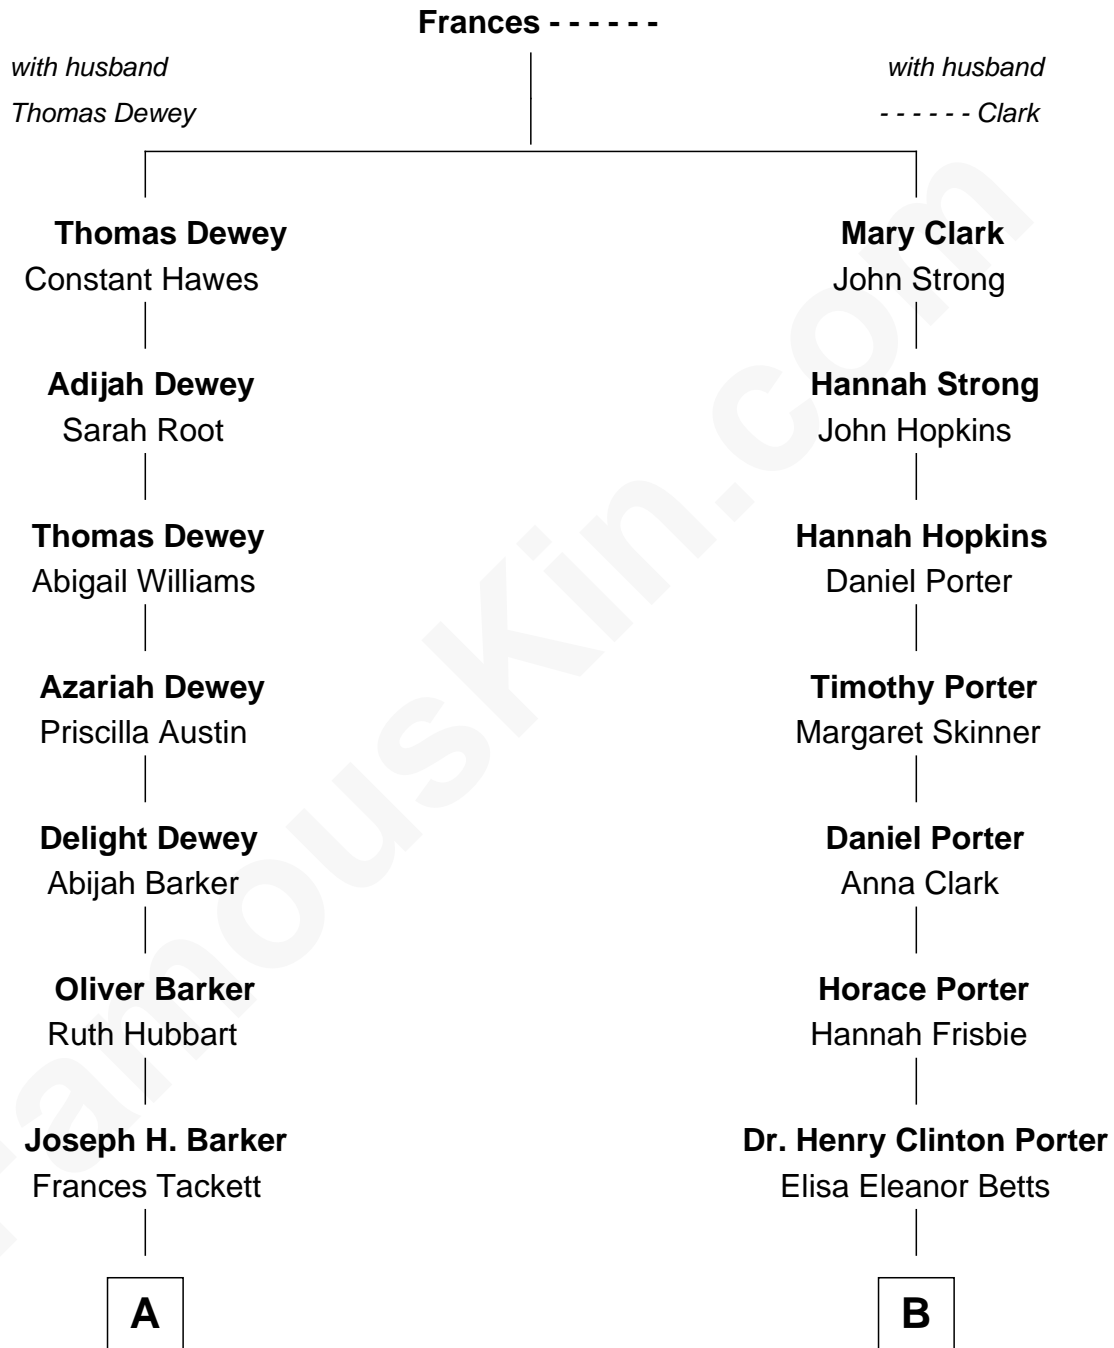 Frances - - - - - -
with husband
Thomas Dewey
with husband
- - - - - - Clark
Thomas Dewey
Constant Hawes
Mary Clark
John Strong
Adijah Dewey
Sarah Root
Hannah Strong
John Hopkins
Thomas Dewey
Abigail Williams
Hannah Hopkins
Daniel Porter
Azariah Dewey
Priscilla Austin
Timothy Porter
Margaret Skinner
Delight Dewey
Abijah Barker
Daniel Porter
Anna Clark
Oliver Barker
Ruth Hubbart
Horace Porter
Hannah Frisbie
Joseph H. Barker
Frances Tackett
Dr. Henry Clinton Porter
Elisa Eleanor Betts
A
B
FamousKin.com